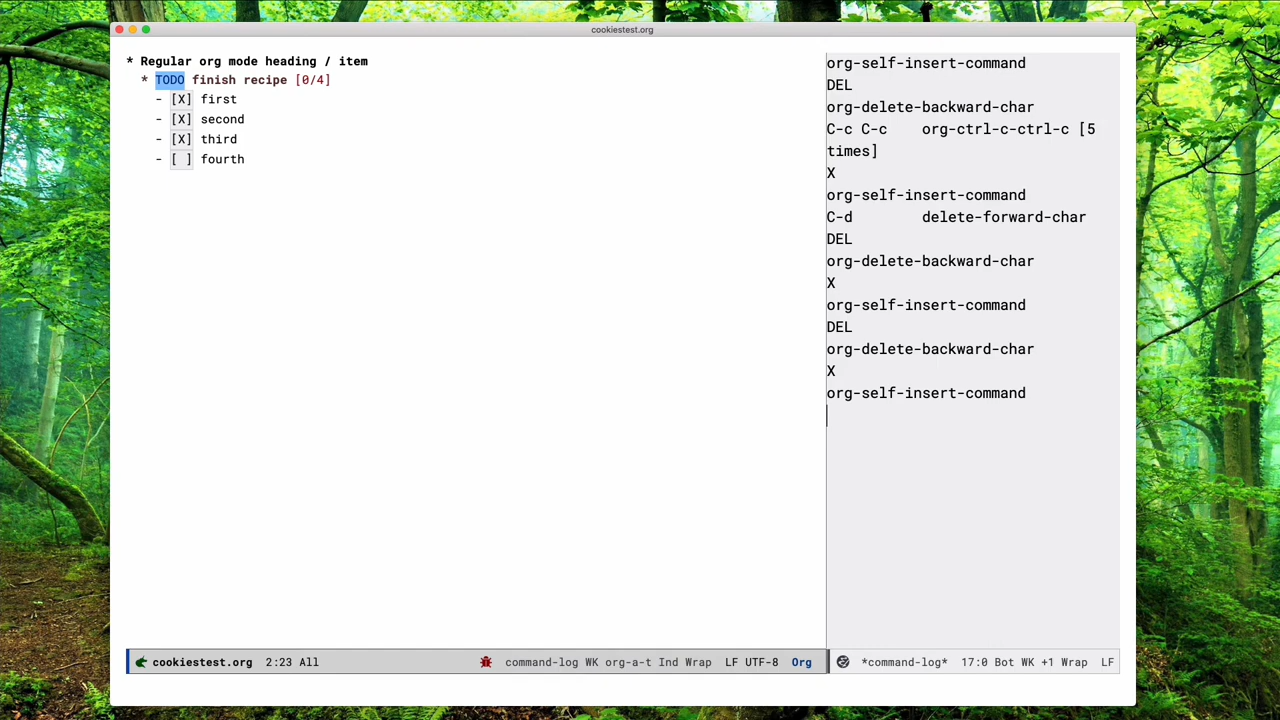 cookiestest.org
* Regular org mode heading / item
* TODO finish recipe [0/4]
- [X] first
- [X] second
- [X] third
- [ ] fourth
cookiestest.org 2:23 All command-log WK org-a-t Ind Wrap LF UTF-8 Org
org-self-insert-command
DEL
org-delete-backward-char
C-c C-c org-ctrl-c-ctrl-c [5
times]
X
org-self-insert-command
C-d delete-forward-char
DEL
org-delete-backward-char
X
org-self-insert-command
DEL
org-delete-backward-char
X
org-self-insert-command
*command-log* 17:0 Bot WK +1 Wrap LF